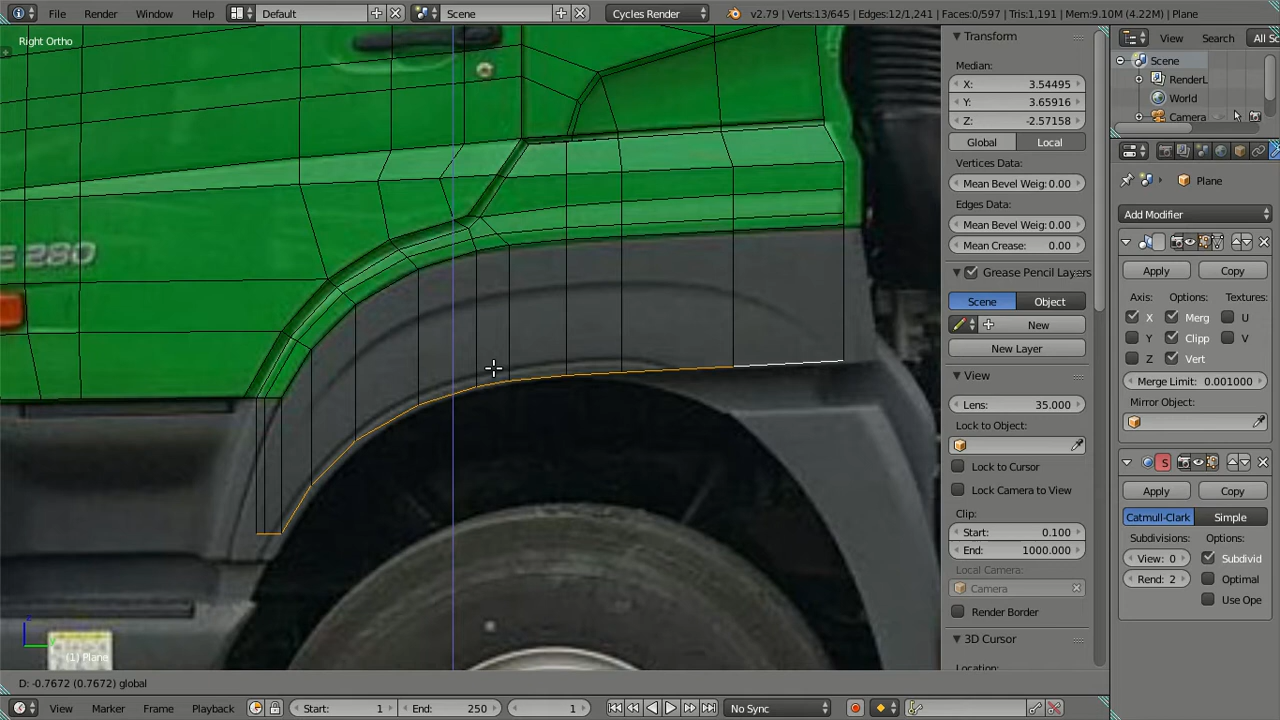 File Render Window Help Default Scene Cycles Render v2.79 | Verts:13/645 | Edges:12/1,241 | Faces:0/597 | Tris:1,191 | Mem:9.10M (4.22M) | Plane
Right Ortho
E 280
(1) Plane
D: -0.7672 (0.7672) global
Transform
Median:
X: 3.54495
Y: 3.65916
Z: -2.57158
Global Local
Vertices Data:
Mean Bevel Weig: 0.00
Edges Data:
Mean Bevel Weig: 0.00
Mean Crease: 0.00
Grease Pencil Layers
Scene Object
New
New Layer
View
Lens: 35.000
Lock to Object:
Lock to Cursor
Lock Camera to View
Clip:
Start: 0.100
End: 1000.000
Local Camera:
Camera
Render Border
3D Cursor
Location:
View Search All Sc
Scene
RenderL
World
Camera
Plane
Add Modifier
Apply Copy
Axis: Options: Textures:
X Merg U
Y Clipp V
Z Vert
Merge Limit: 0.001000
Mirror Object:
S
Apply Copy
Catmull-Clark Simple
Subdivisions: Options:
View: 0 Subdivid
Rend: 2 Optimal
Use Ope
View Marker Frame Playback Start: 1 End: 250 1 No Sync